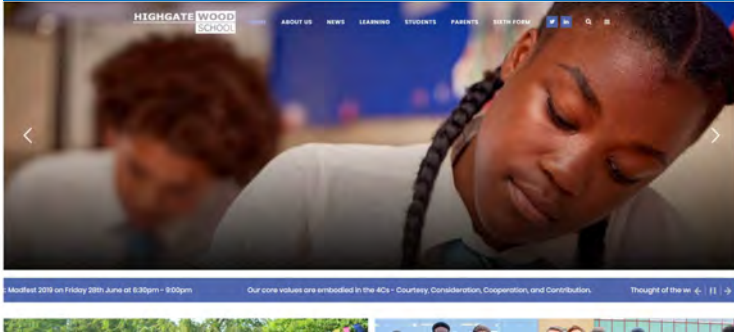 HIGHGATE WOOD
SCHOOL
HOME ABOUT US NEWS LEARNING STUDENTS PARENTS SIXTH FORM
: Madfest 2019 on Friday 28th June at 6:30pm - 9:00pm Our core values are embodied in the 4Cs - Courtesy, Consideration, Cooperation, and Contribution. Thought of the we